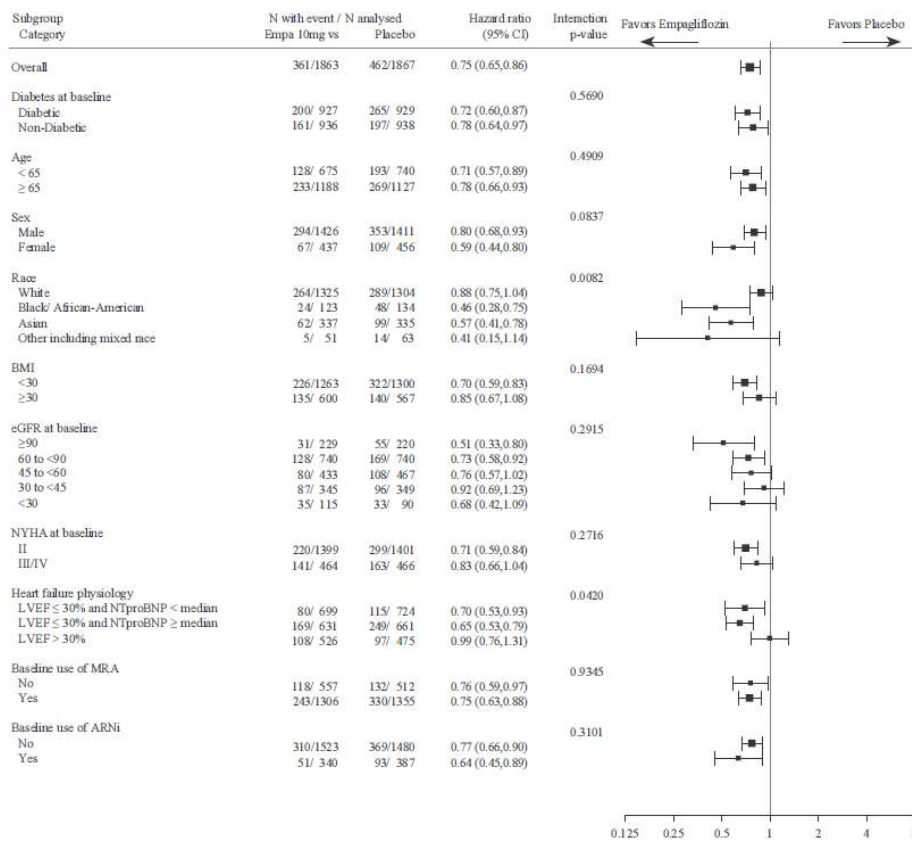 Subgroup N with event / N analysed Hazard ratio Interaction Favors Empagliflozin Favors Placebo
Category Empa 10mg vs Placebo (95% CI) p-value
Overall 361/1863 462/1867 0.75 (0.65,0.86)
Diabetes at baseline 0.5690
Diabetic 200/ 927 265/ 929 0.72 (0.60,0.87)
Non-Diabetic 161/ 936 197/ 938 0.78 (0.64,0.97)
Age 0.4909
< 65 128/ 675 193/ 740 0.71 (0.57,0.89)
≥ 65 233/1188 269/1127 0.78 (0.66,0.93)
Sex 0.0837
Male 294/1426 353/1411 0.80 (0.68,0.93)
Female 67/ 437 109/ 456 0.59 (0.44,0.80)
Race 0.0082
White 264/1325 289/1304 0.88 (0.75,1.04)
Black/ African-American 24/ 123 48/ 134 0.46 (0.28,0.75)
Asian 62/ 337 99/ 335 0.57 (0.41,0.78)
Other including mixed race 5/ 51 14/ 63 0.41 (0.15,1.14)
BMI 0.1694
<30 226/1263 322/1300 0.70 (0.59,0.83)
≥30 135/ 600 140/ 567 0.85 (0.67,1.08)
eGFR at baseline 0.2915
≥90 31/ 229 55/ 220 0.51 (0.33,0.80)
60 to <90 128/ 740 169/ 740 0.73 (0.58,0.92)
45 to <60 80/ 433 108/ 467 0.76 (0.57,1.02)
30 to <45 87/ 345 96/ 349 0.92 (0.69,1.23)
<30 35/ 115 33/ 90 0.68 (0.42,1.09)
NYHA at baseline 0.2716
II 220/1399 299/1401 0.71 (0.59,0.84)
III/IV 141/ 464 163/ 466 0.83 (0.66,1.04)
Heart failure physiology 0.0420
LVEF ≤ 30% and NTproBNP < median 80/ 699 115/ 724 0.70 (0.53,0.93)
LVEF ≤ 30% and NTproBNP ≥ median 169/ 631 249/ 661 0.65 (0.53,0.79)
LVEF > 30% 108/ 526 97/ 475 0.99 (0.76,1.31)
Baseline use of MRA 0.9345
No 118/ 557 132/ 512 0.76 (0.59,0.97)
Yes 243/1306 330/1355 0.75 (0.63,0.88)
Baseline use of ARNi 0.3101
No 310/1523 369/1480 0.77 (0.66,0.90)
Yes 51/ 340 93/ 387 0.64 (0.45,0.89)
0.125 0.25 0.5 1 2 4